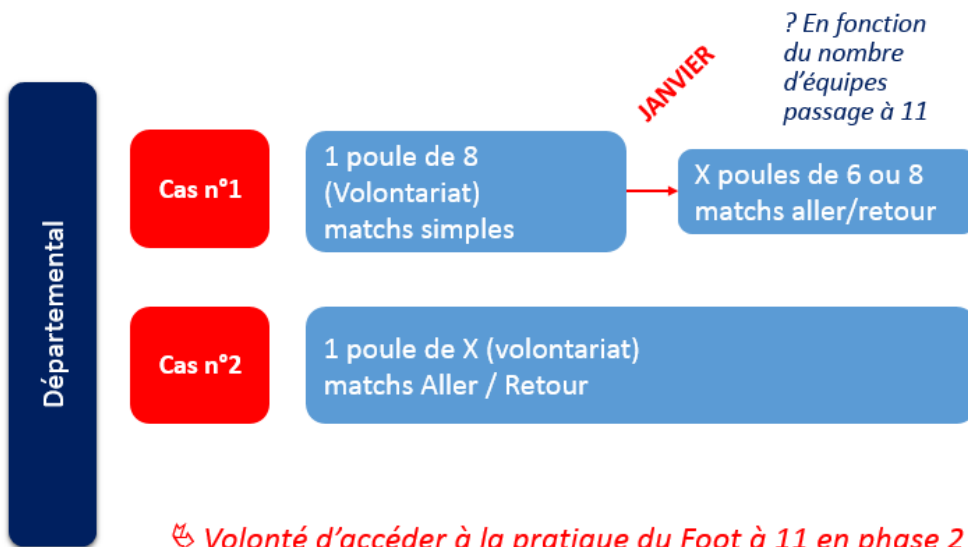 Départemental
? En fonction
du nombre
d'équipes
passage à 11
JANVIER
Cas n°1
1 poule de 8
(Volontariat)
matchs simples
X poules de 6 ou 8
matchs aller/retour
Cas n°2
1 poule de X (volontariat)
matchs Aller / Retour
Volonté d'accéder à la pratique du Foot à 11 en phase 2